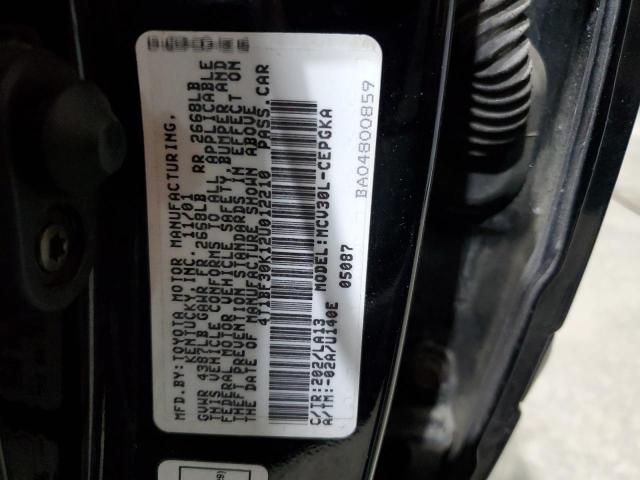 MFD.BY:TOYOTA MOTOR MANUFACTURING,
KENTUCKY, INC. 11/01
GVWR 4387LB GAWR FR 2668LB RR 2668LB
THIS VEHICLE CONFORMS TO ALL APPLICABLE
FEDERAL MOTOR VEHICLE SAFETY, BUMPER AND
THEFT PREVENTION STANDARDS IN EFFECT ON
THE DATE OF MANUFACTURE SHOWN ABOVE.
4T1BF30K12U012210 PASS.CAR
C/TR:202/LA13 MODEL:MCV30L-CEPGKA
A/TM:-02A/U140E 05087
BA04800859